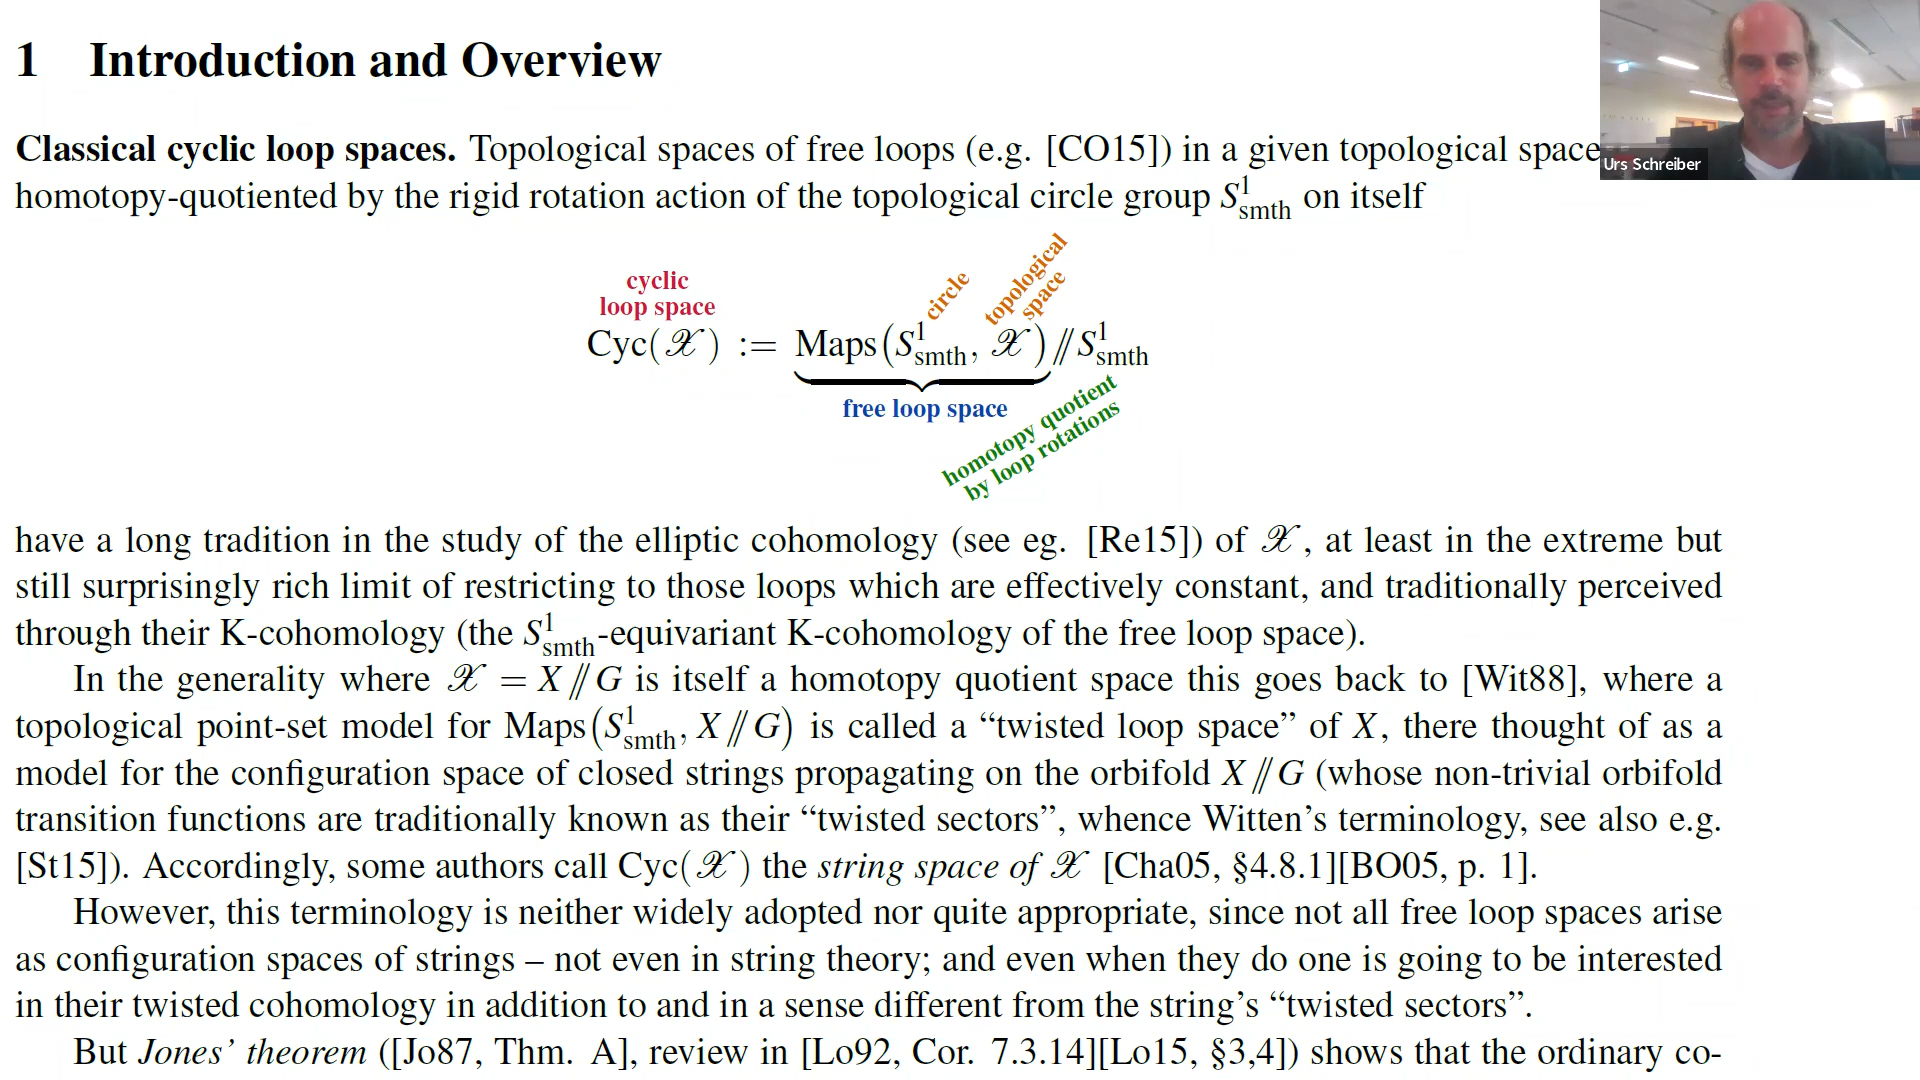 1 Introduction and Overview
Classical cyclic loop spaces. Topological spaces of free loops (e.g. [CO15]) in a given topological space
homotopy-quotiented by the rigid rotation action of the topological circle group S¹_smth on itself
cyclic
loop space
circle
topological
space
Cyc(𝒳) := Maps(S¹_smth, 𝒳)⫽S¹_smth
free loop space
homotopy quotient
by loop rotations
have a long tradition in the study of the elliptic cohomology (see eg. [Re15]) of 𝒳, at least in the extreme but
still surprisingly rich limit of restricting to those loops which are effectively constant, and traditionally perceived
through their K-cohomology (the S¹_smth-equivariant K-cohomology of the free loop space).
In the generality where 𝒳 = X⫽G is itself a homotopy quotient space this goes back to [Wit88], where a
topological point-set model for Maps(S¹_smth, X⫽G) is called a “twisted loop space” of X, there thought of as a
model for the configuration space of closed strings propagating on the orbifold X⫽G (whose non-trivial orbifold
transition functions are traditionally known as their “twisted sectors”, whence Witten’s terminology, see also e.g.
[St15]). Accordingly, some authors call Cyc(𝒳) the string space of 𝒳 [Cha05, §4.8.1][BO05, p. 1].
However, this terminology is neither widely adopted nor quite appropriate, since not all free loop spaces arise
as configuration spaces of strings – not even in string theory; and even when they do one is going to be interested
in their twisted cohomology in addition to and in a sense different from the string’s “twisted sectors”.
But Jones’ theorem ([Jo87, Thm. A], review in [Lo92, Cor. 7.3.14][Lo15, §3,4]) shows that the ordinary co-
Urs Schreiber